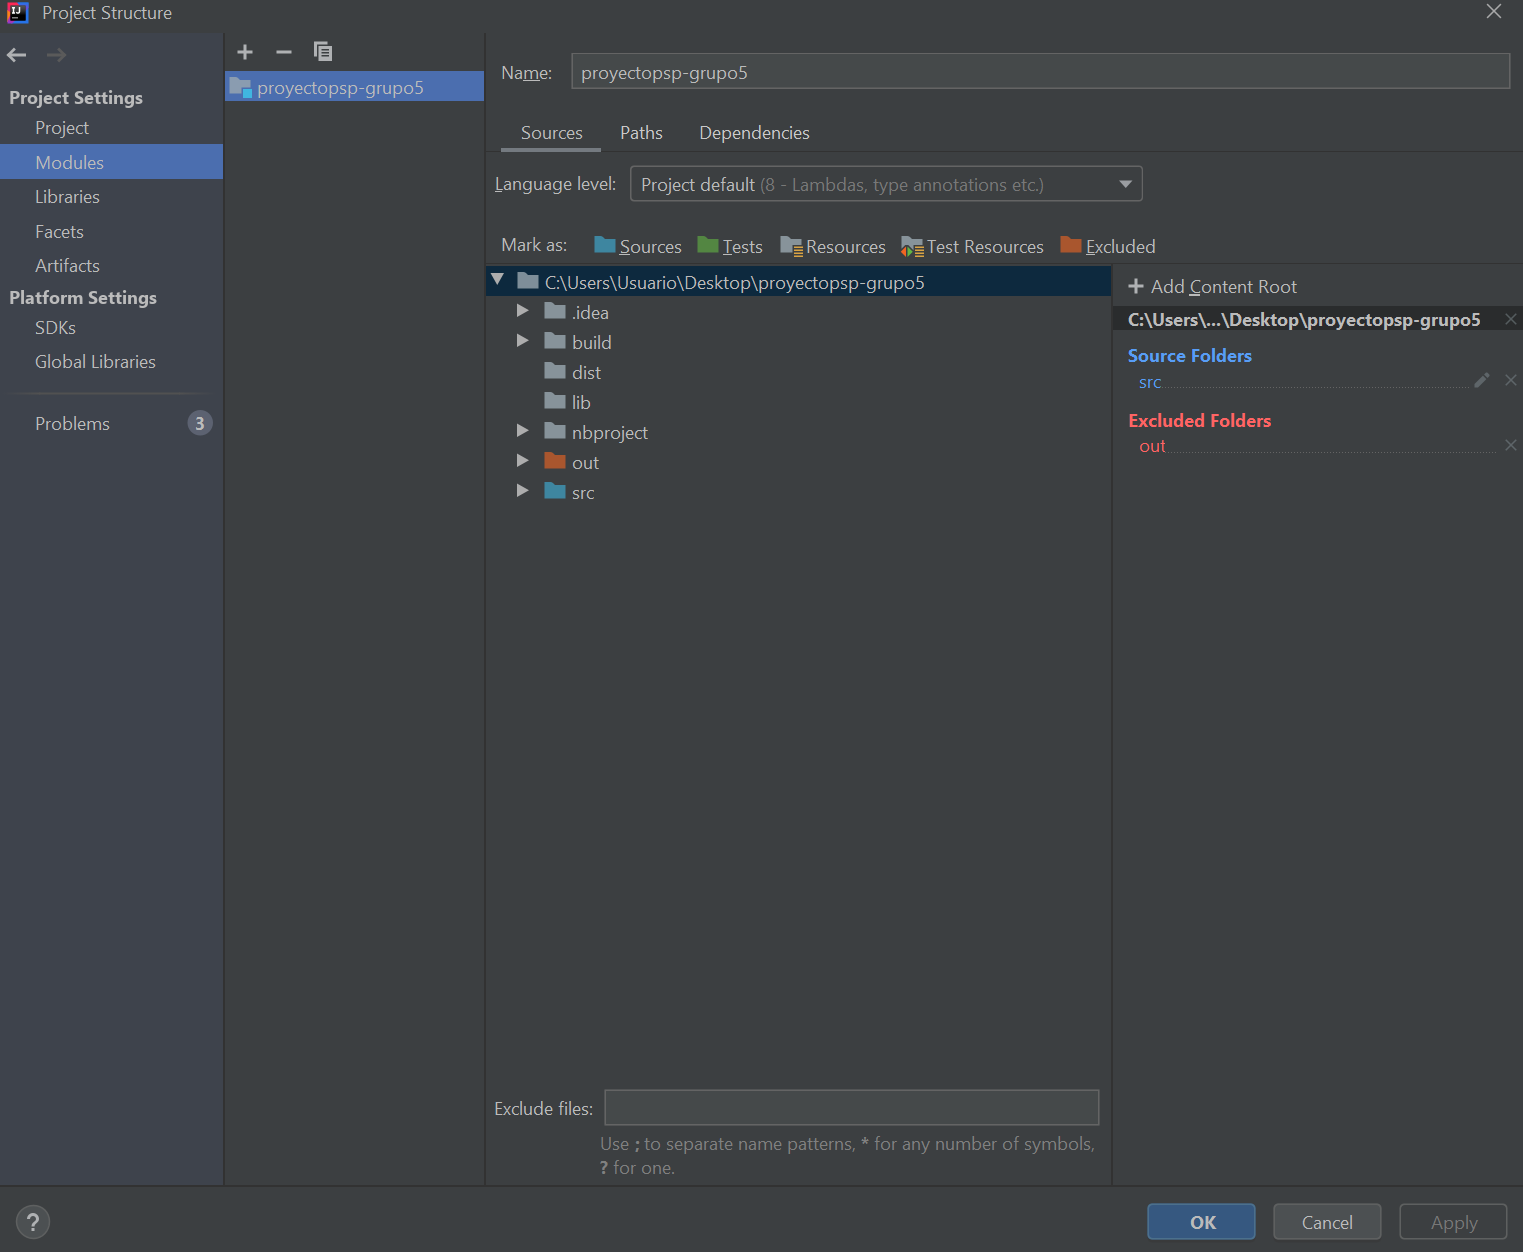 Project Structure
Project Settings
Project
Modules
Libraries
Facets
Artifacts
Platform Settings
SDKs
Global Libraries
Problems 3
proyectopsp-grupo5
Name: proyectopsp-grupo5
Sources Paths Dependencies
Language level: Project default (8 - Lambdas, type annotations etc.)
Mark as: Sources Tests Resources Test Resources Excluded
C:\Users\Usuario\Desktop\proyectopsp-grupo5
.idea
build
dist
lib
nbproject
out
src
Add Content Root
C:\Users\...\Desktop\proyectopsp-grupo5
Source Folders
src
Excluded Folders
out
Exclude files:
Use ; to separate name patterns, * for any number of symbols,
? for one.
?
OK Cancel Apply